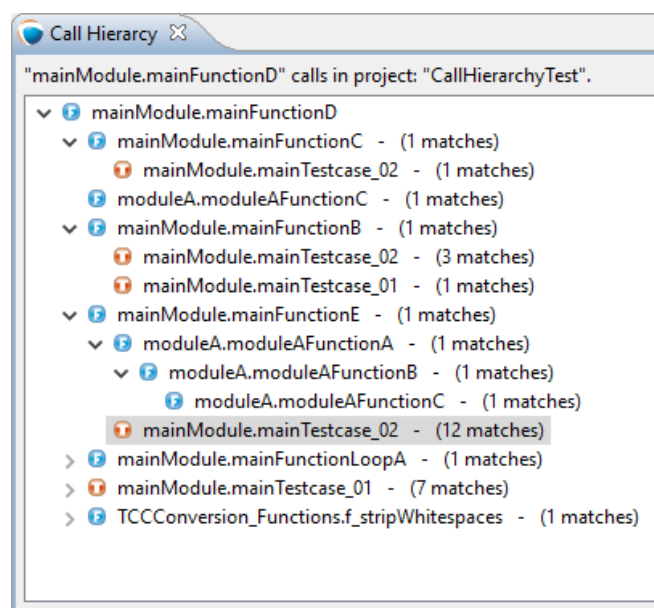 Call Hierarcy
"mainModule.mainFunctionD" calls in project: "CallHierarchyTest".
mainModule.mainFunctionD
mainModule.mainFunctionC - (1 matches)
mainModule.mainTestcase_02 - (1 matches)
moduleA.moduleAFunctionC - (1 matches)
mainModule.mainFunctionB - (1 matches)
mainModule.mainTestcase_02 - (3 matches)
mainModule.mainTestcase_01 - (1 matches)
mainModule.mainFunctionE - (1 matches)
moduleA.moduleAFunctionA - (1 matches)
moduleA.moduleAFunctionB - (1 matches)
moduleA.moduleAFunctionC - (1 matches)
mainModule.mainTestcase_02 - (12 matches)
mainModule.mainFunctionLoopA - (1 matches)
mainModule.mainTestcase_01 - (7 matches)
TCCConversion_Functions.f_stripWhitespaces - (1 matches)